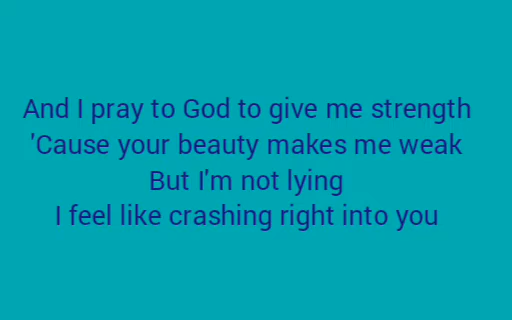 And I pray to God to give me strength
'Cause your beauty makes me weak
But I'm not lying
I feel like crashing right into you